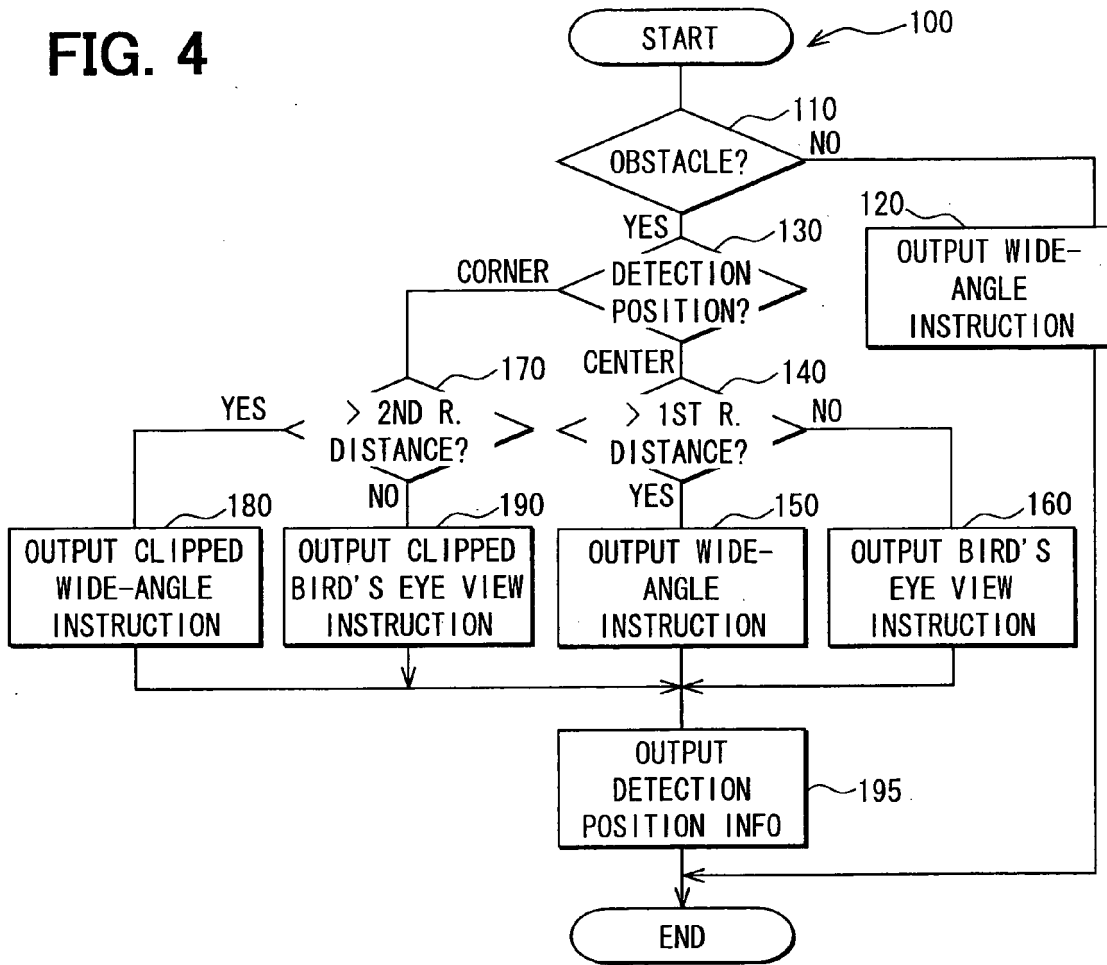 FIG. 4
START
100
110
OBSTACLE?
NO
YES
120
OUTPUT WIDE-
ANGLE
INSTRUCTION
130
CORNER
DETECTION
POSITION?
CENTER
170
140
YES
> 2ND R.
DISTANCE?
> 1ST R.
DISTANCE?
NO
NO
YES
180
190
150
160
OUTPUT CLIPPED
WIDE-ANGLE
INSTRUCTION
OUTPUT CLIPPED
BIRD'S EYE VIEW
INSTRUCTION
OUTPUT WIDE-
ANGLE
INSTRUCTION
OUTPUT BIRD'S
EYE VIEW
INSTRUCTION
OUTPUT
DETECTION
POSITION INFO
195
END